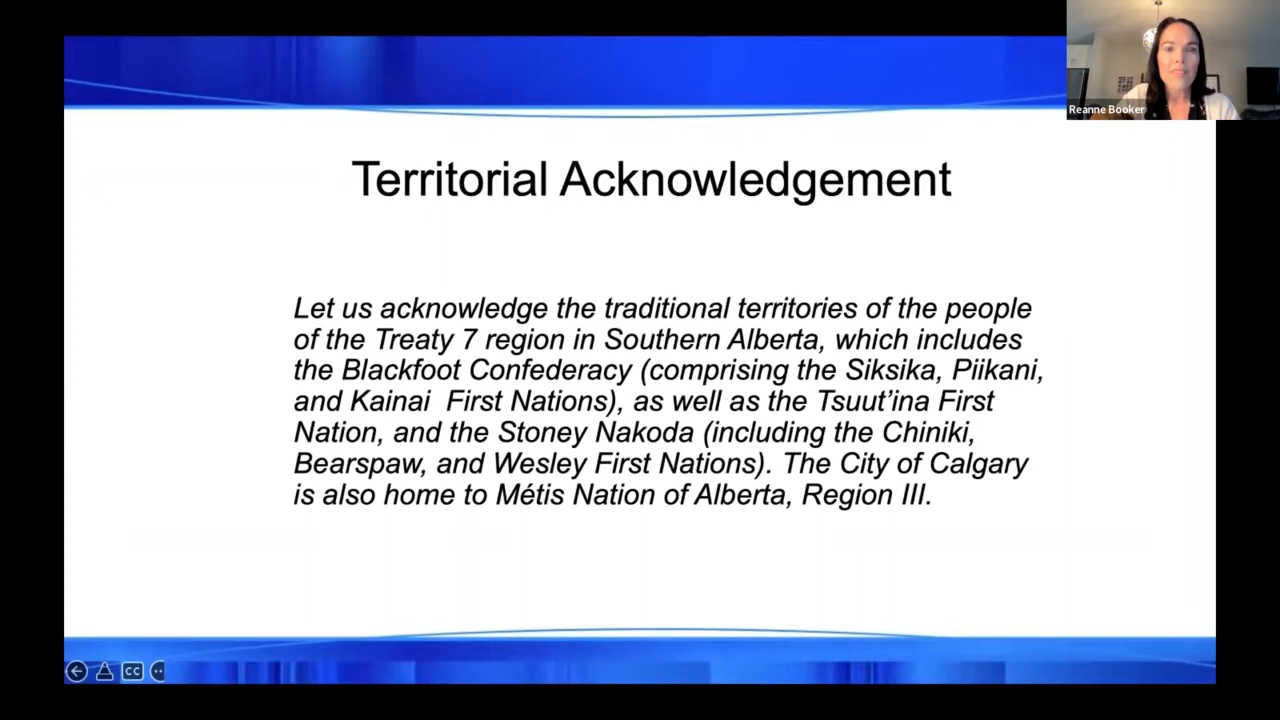 Reanne Booker
Territorial Acknowledgement
Let us acknowledge the traditional territories of the people
of the Treaty 7 region in Southern Alberta, which includes
the Blackfoot Confederacy (comprising the Siksika, Piikani,
and Kainai  First Nations), as well as the Tsuut’ina First
Nation, and the Stoney Nakoda (including the Chiniki,
Bearspaw, and Wesley First Nations). The City of Calgary
is also home to Métis Nation of Alberta, Region III.
CC